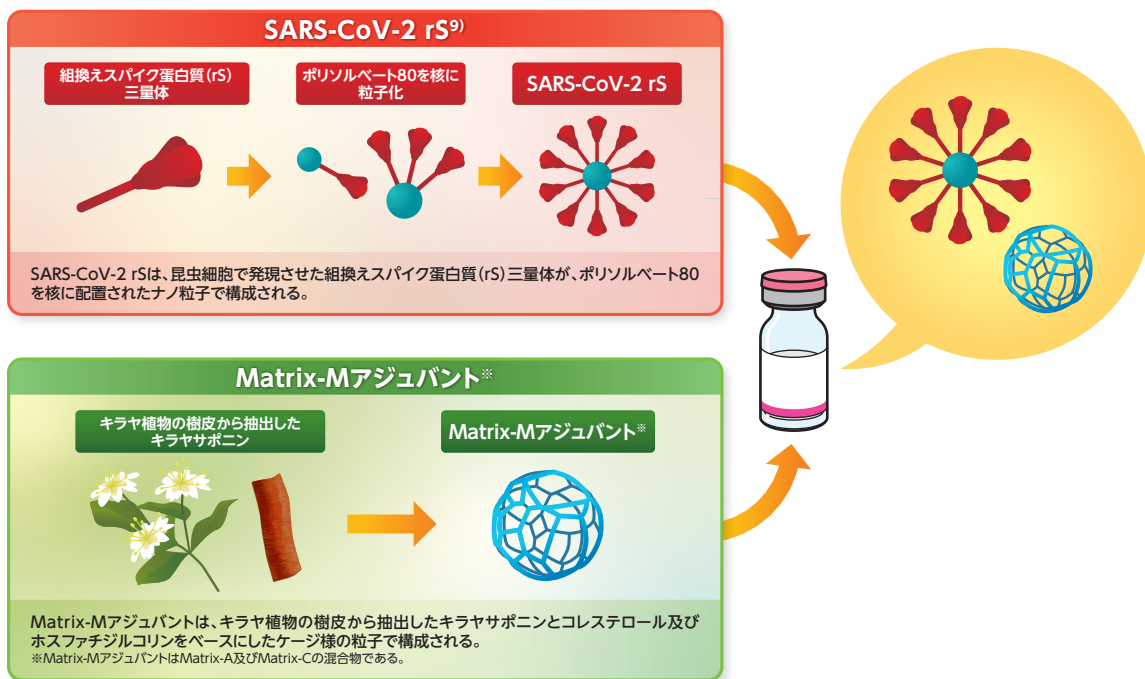 SARS-CoV-2 rS9)
組換えスパイク蛋白質(rS)
三量体
ポリソルベート80を核に
粒子化
SARS-CoV-2 rS
SARS-CoV-2 rSは、昆虫細胞で発現させた組換えスパイク蛋白質(rS)三量体が、ポリソルベート80
を核に配置されたナノ粒子で構成される。
Matrix-Mアジュバント※
キラヤ植物の樹皮から抽出した
キラヤサポニン
Matrix-Mアジュバント※
Matrix-Mアジュバントは、キラヤ植物の樹皮から抽出したキラヤサポニンとコレステロール及び
ホスファチジルコリンをベースにしたケージ様の粒子で構成される。
※Matrix-MアジュバントはMatrix-A及びMatrix-Cの混合物である。